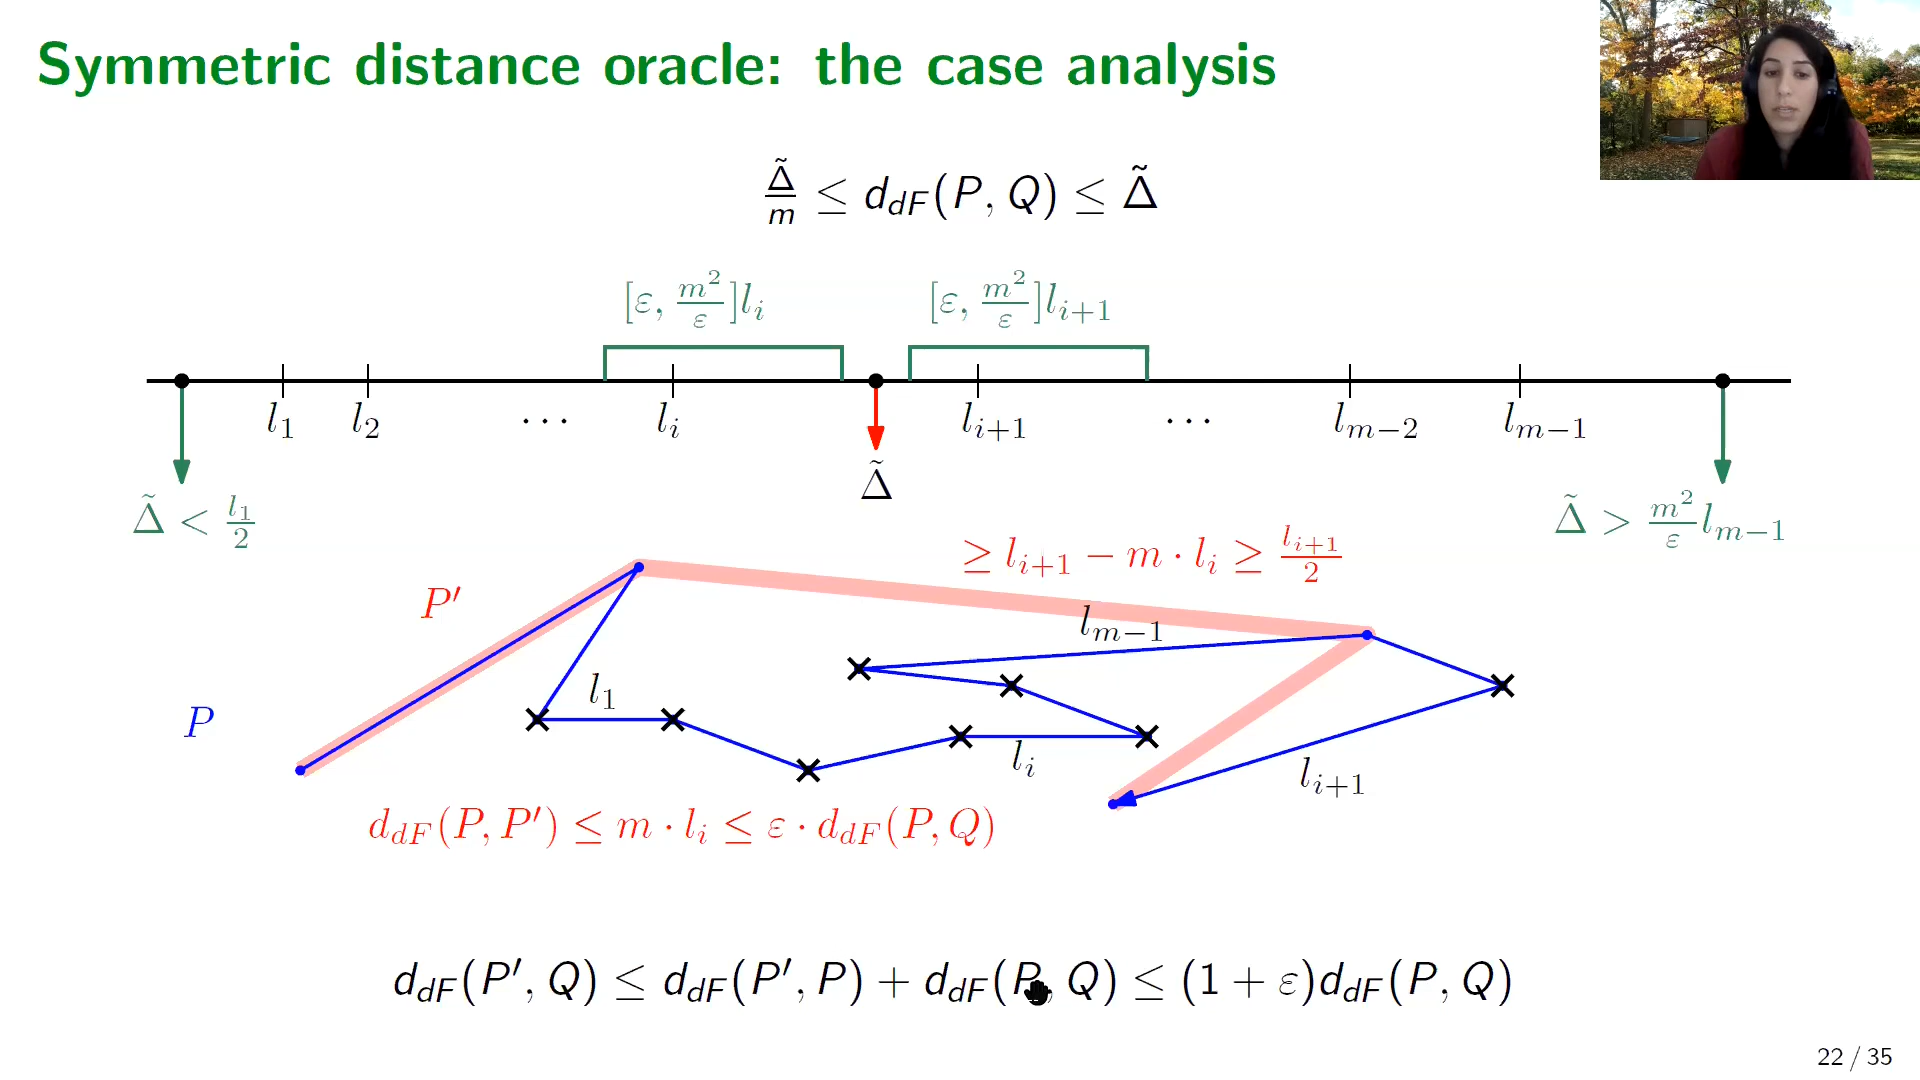 Symmetric distance oracle: the case analysis
Δ̃/m ≤ d_dF(P, Q) ≤ Δ̃
[ε, m²/ε]l_i [ε, m²/ε]l_{i+1}
l_1 l_2 ··· l_i l_{i+1} ··· l_{m−2} l_{m−1}
Δ̃
Δ̃ < l_1/2 Δ̃ > m²/ε l_{m−1}
≥ l_{i+1} − m · l_i ≥ l_{i+1}/2
P′
l_{m−1}
l_1
P
l_i
l_{i+1}
d_dF(P, P′) ≤ m · l_i ≤ ε · d_dF(P, Q)
d_dF(P′, Q) ≤ d_dF(P′, P) + d_dF(P, Q) ≤ (1 + ε)d_dF(P, Q)
22 / 35